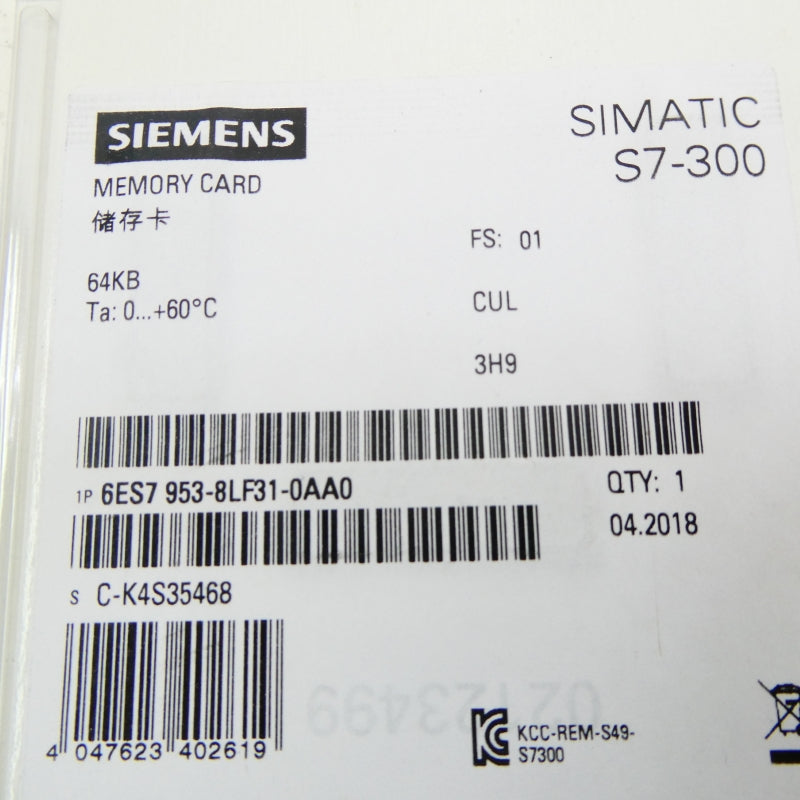 SIEMENS
SIMATIC
S7-300
MEMORY CARD
储存卡
FS: 01
64KB
Ta: 0...+60°C
CUL
3H9
1P 6ES7 953-8LF31-0AA0
QTY: 1
04.2018
S C-K4S35468
02123499
4 047623 402619
KCC-REM-S49-
S7300